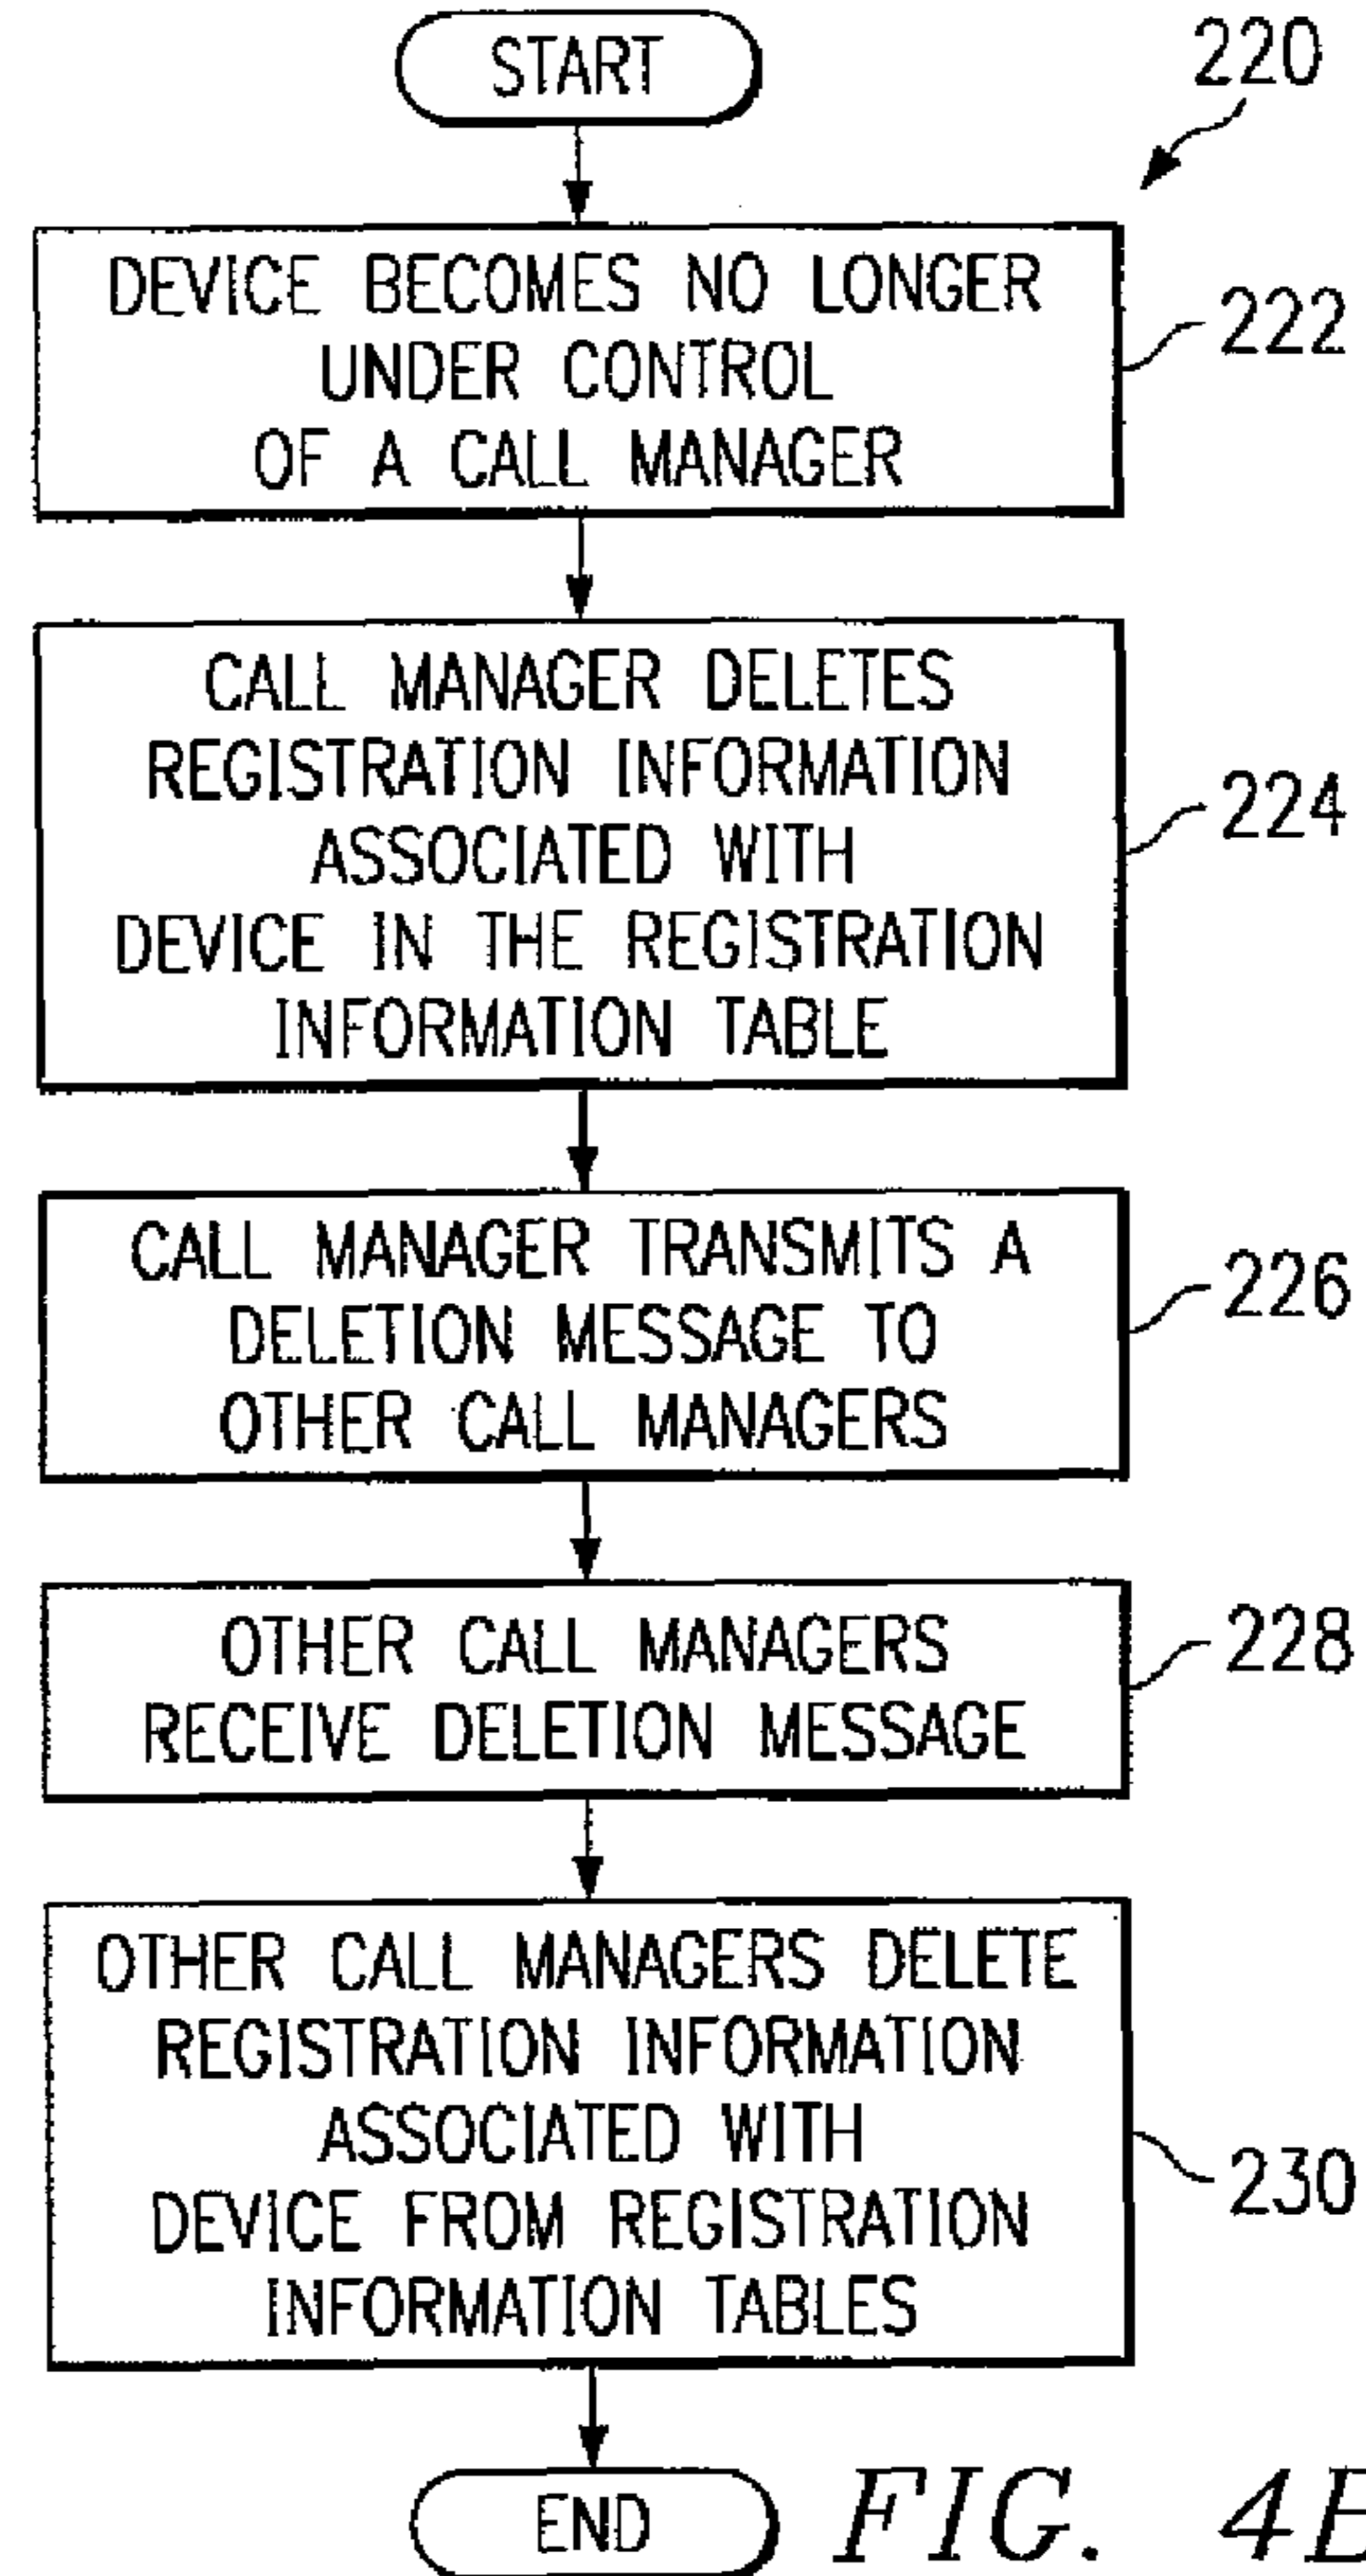 START
220
DEVICE BECOMES NO LONGER
UNDER CONTROL
OF A CALL MANAGER
222
CALL MANAGER DELETES
REGISTRATION INFORMATION
ASSOCIATED WITH
DEVICE IN THE REGISTRATION
INFORMATION TABLE
224
CALL MANAGER TRANSMITS A
DELETION MESSAGE TO
OTHER CALL MANAGERS
226
OTHER CALL MANAGERS
RECEIVE DELETION MESSAGE
228
OTHER CALL MANAGERS DELETE
REGISTRATION INFORMATION
ASSOCIATED WITH
DEVICE FROM REGISTRATION
INFORMATION TABLES
230
END
FIG.